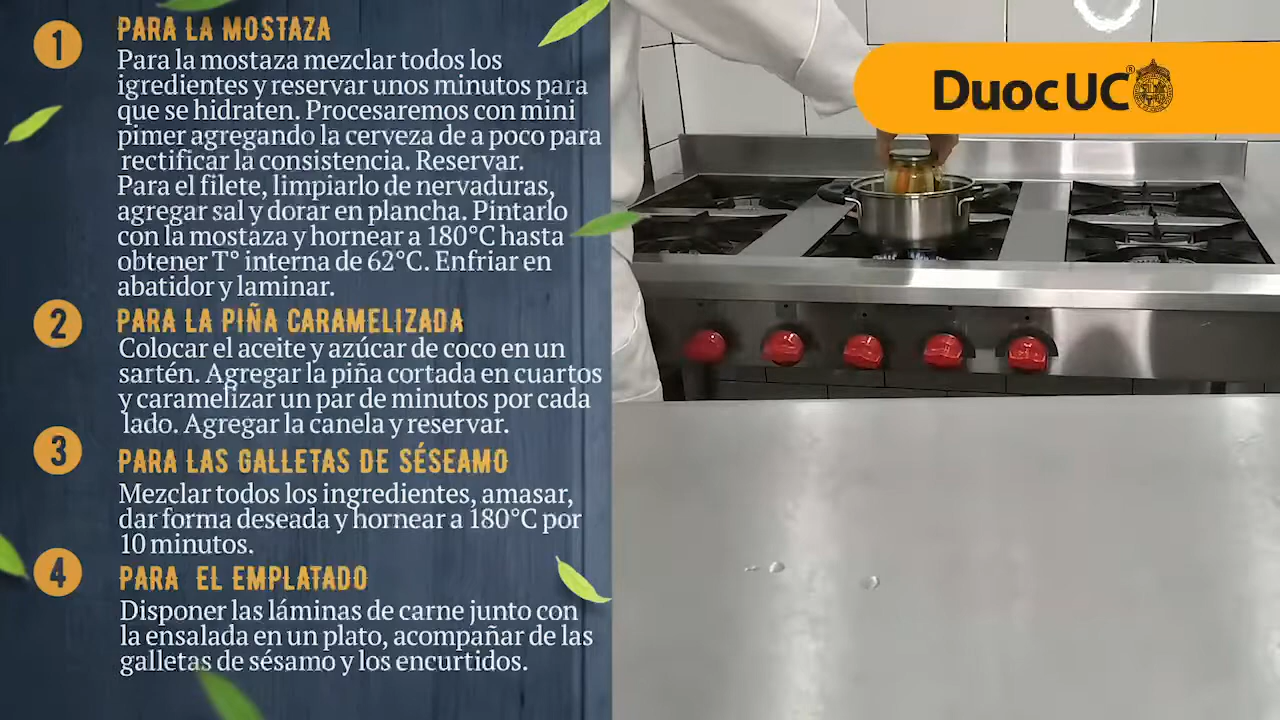 1
PARA LA MOSTAZA
Para la mostaza mezclar todos los
igredientes y reservar unos minutos para
que se hidraten. Procesaremos con mini
pimer agregando la cerveza de a poco para
rectificar la consistencia. Reservar.
Para el filete, limpiarlo de nervaduras,
agregar sal y dorar en plancha. Pintarlo
con la mostaza y hornear a 180°C hasta
obtener T° interna de 62°C. Enfriar en
abatidor y laminar.
2
PARA LA PIÑA CARAMELIZADA
Colocar el aceite y azúcar de coco en un
sartén. Agregar la piña cortada en cuartos
y caramelizar un par de minutos por cada
lado. Agregar la canela y reservar.
3
PARA LAS GALLETAS DE SÉSEAMO
Mezclar todos los ingredientes, amasar,
dar forma deseada y hornear a 180°C por
10 minutos.
4
PARA EL EMPLATADO
Disponer las láminas de carne junto con
la ensalada en un plato, acompañar de las
galletas de sésamo y los encurtidos.
Duoc UC®